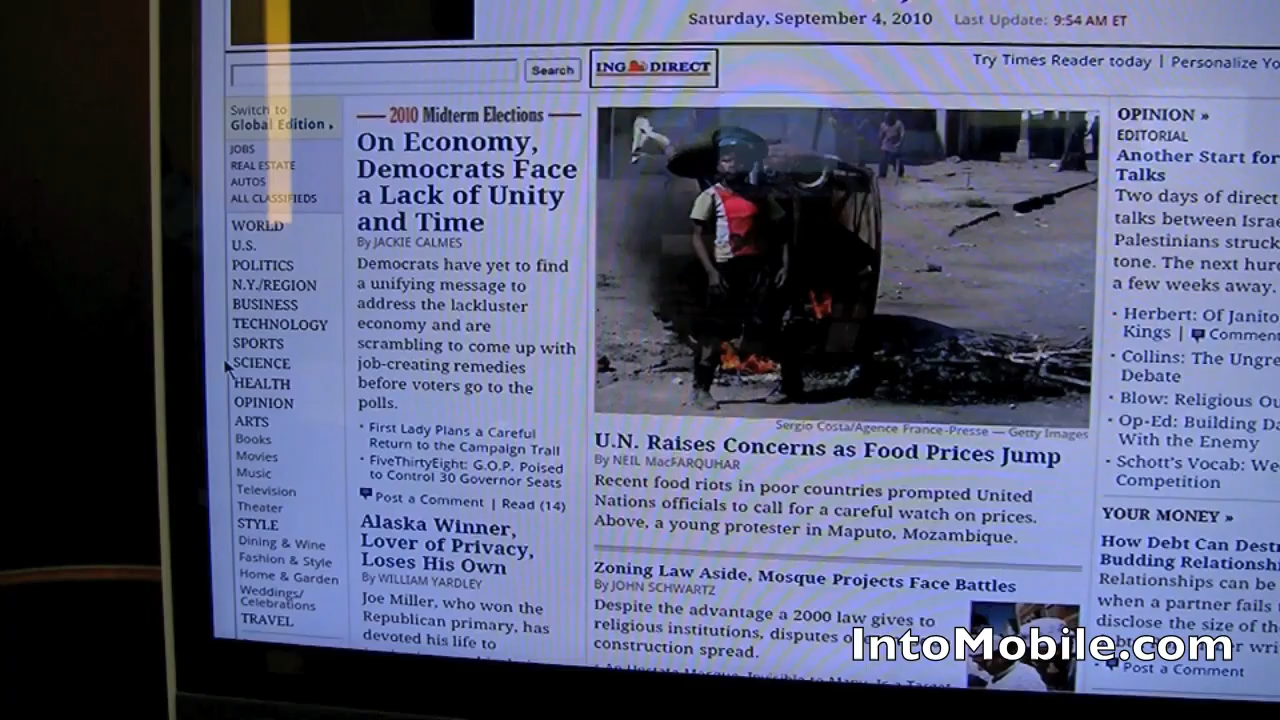 Saturday, September 4, 2010 Last Update: 9:54 AM ET
Search
ING DIRECT
Try Times Reader today | Personalize
Switch to
Global Edition
JOBS
REAL ESTATE
AUTOS
ALL CLASSIFIEDS
WORLD
U.S.
POLITICS
N.Y./REGION
BUSINESS
TECHNOLOGY
SPORTS
SCIENCE
HEALTH
OPINION
ARTS
Books
Movies
Music
Television
Theater
STYLE
Dining & Wine
Fashion & Style
Home & Garden
Weddings/
Celebrations
TRAVEL
2010 Midterm Elections
On Economy,
Democrats Face
a Lack of Unity
and Time
By JACKIE CALMES
Democrats have yet to find
a unifying message to
address the lackluster
economy and are
scrambling to come up with
job-creating remedies
before voters go to the
polls.
First Lady Plans a Careful
Return to the Campaign Trail
FiveThirtyEight: G.O.P. Poised
to Control 30 Governor Seats
Post a Comment | Read (14)
Alaska Winner,
Lover of Privacy,
Loses His Own
By WILLIAM YARDLEY
Joe Miller, who won the
Republican primary, has
devoted his life to
Sergio Costa/Agence France-Presse — Getty Images
U.N. Raises Concerns as Food Prices Jump
By NEIL MacFARQUHAR
Recent food riots in poor countries prompted United
Nations officials to call for a careful watch on prices.
Above, a young protester in Maputo, Mozambique.
Zoning Law Aside, Mosque Projects Face Battles
By JOHN SCHWARTZ
Despite the advantage a 2000 law gives to
religious institutions, disputes
construction spread.
OPINION »
EDITORIAL
Another Start for
Talks
Two days of direct
talks between
Palestinians struck
tone. The next
a few weeks away.
Herbert: Of
Kings | Comment
Collins: The
Debate
Blow: Religious
Op-Ed: Building
With the Enemy
Schott's Vocab:
Competition
YOUR MONEY »
How Debt Can
Budding
Relationships can be
when a partner fails
disclose the size of
Post a Comment
IntoMobile.com